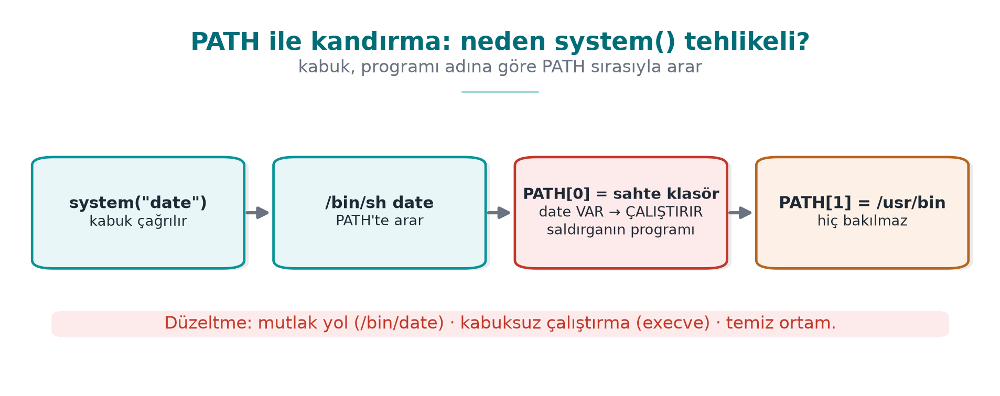 PATH ile kandırma: neden system() tehlikeli?
kabuk, programı adına göre PATH sırasıyla arar
system("date")
kabuk çağrılır
/bin/sh date
PATH'te arar
PATH[0] = sahte klasör
date VAR → ÇALIŞTIRIR
saldırganın programı
PATH[1] = /usr/bin
hiç bakılmaz
Düzeltme: mutlak yol (/bin/date) · kabuksuz çalıştırma (execve) · temiz ortam.